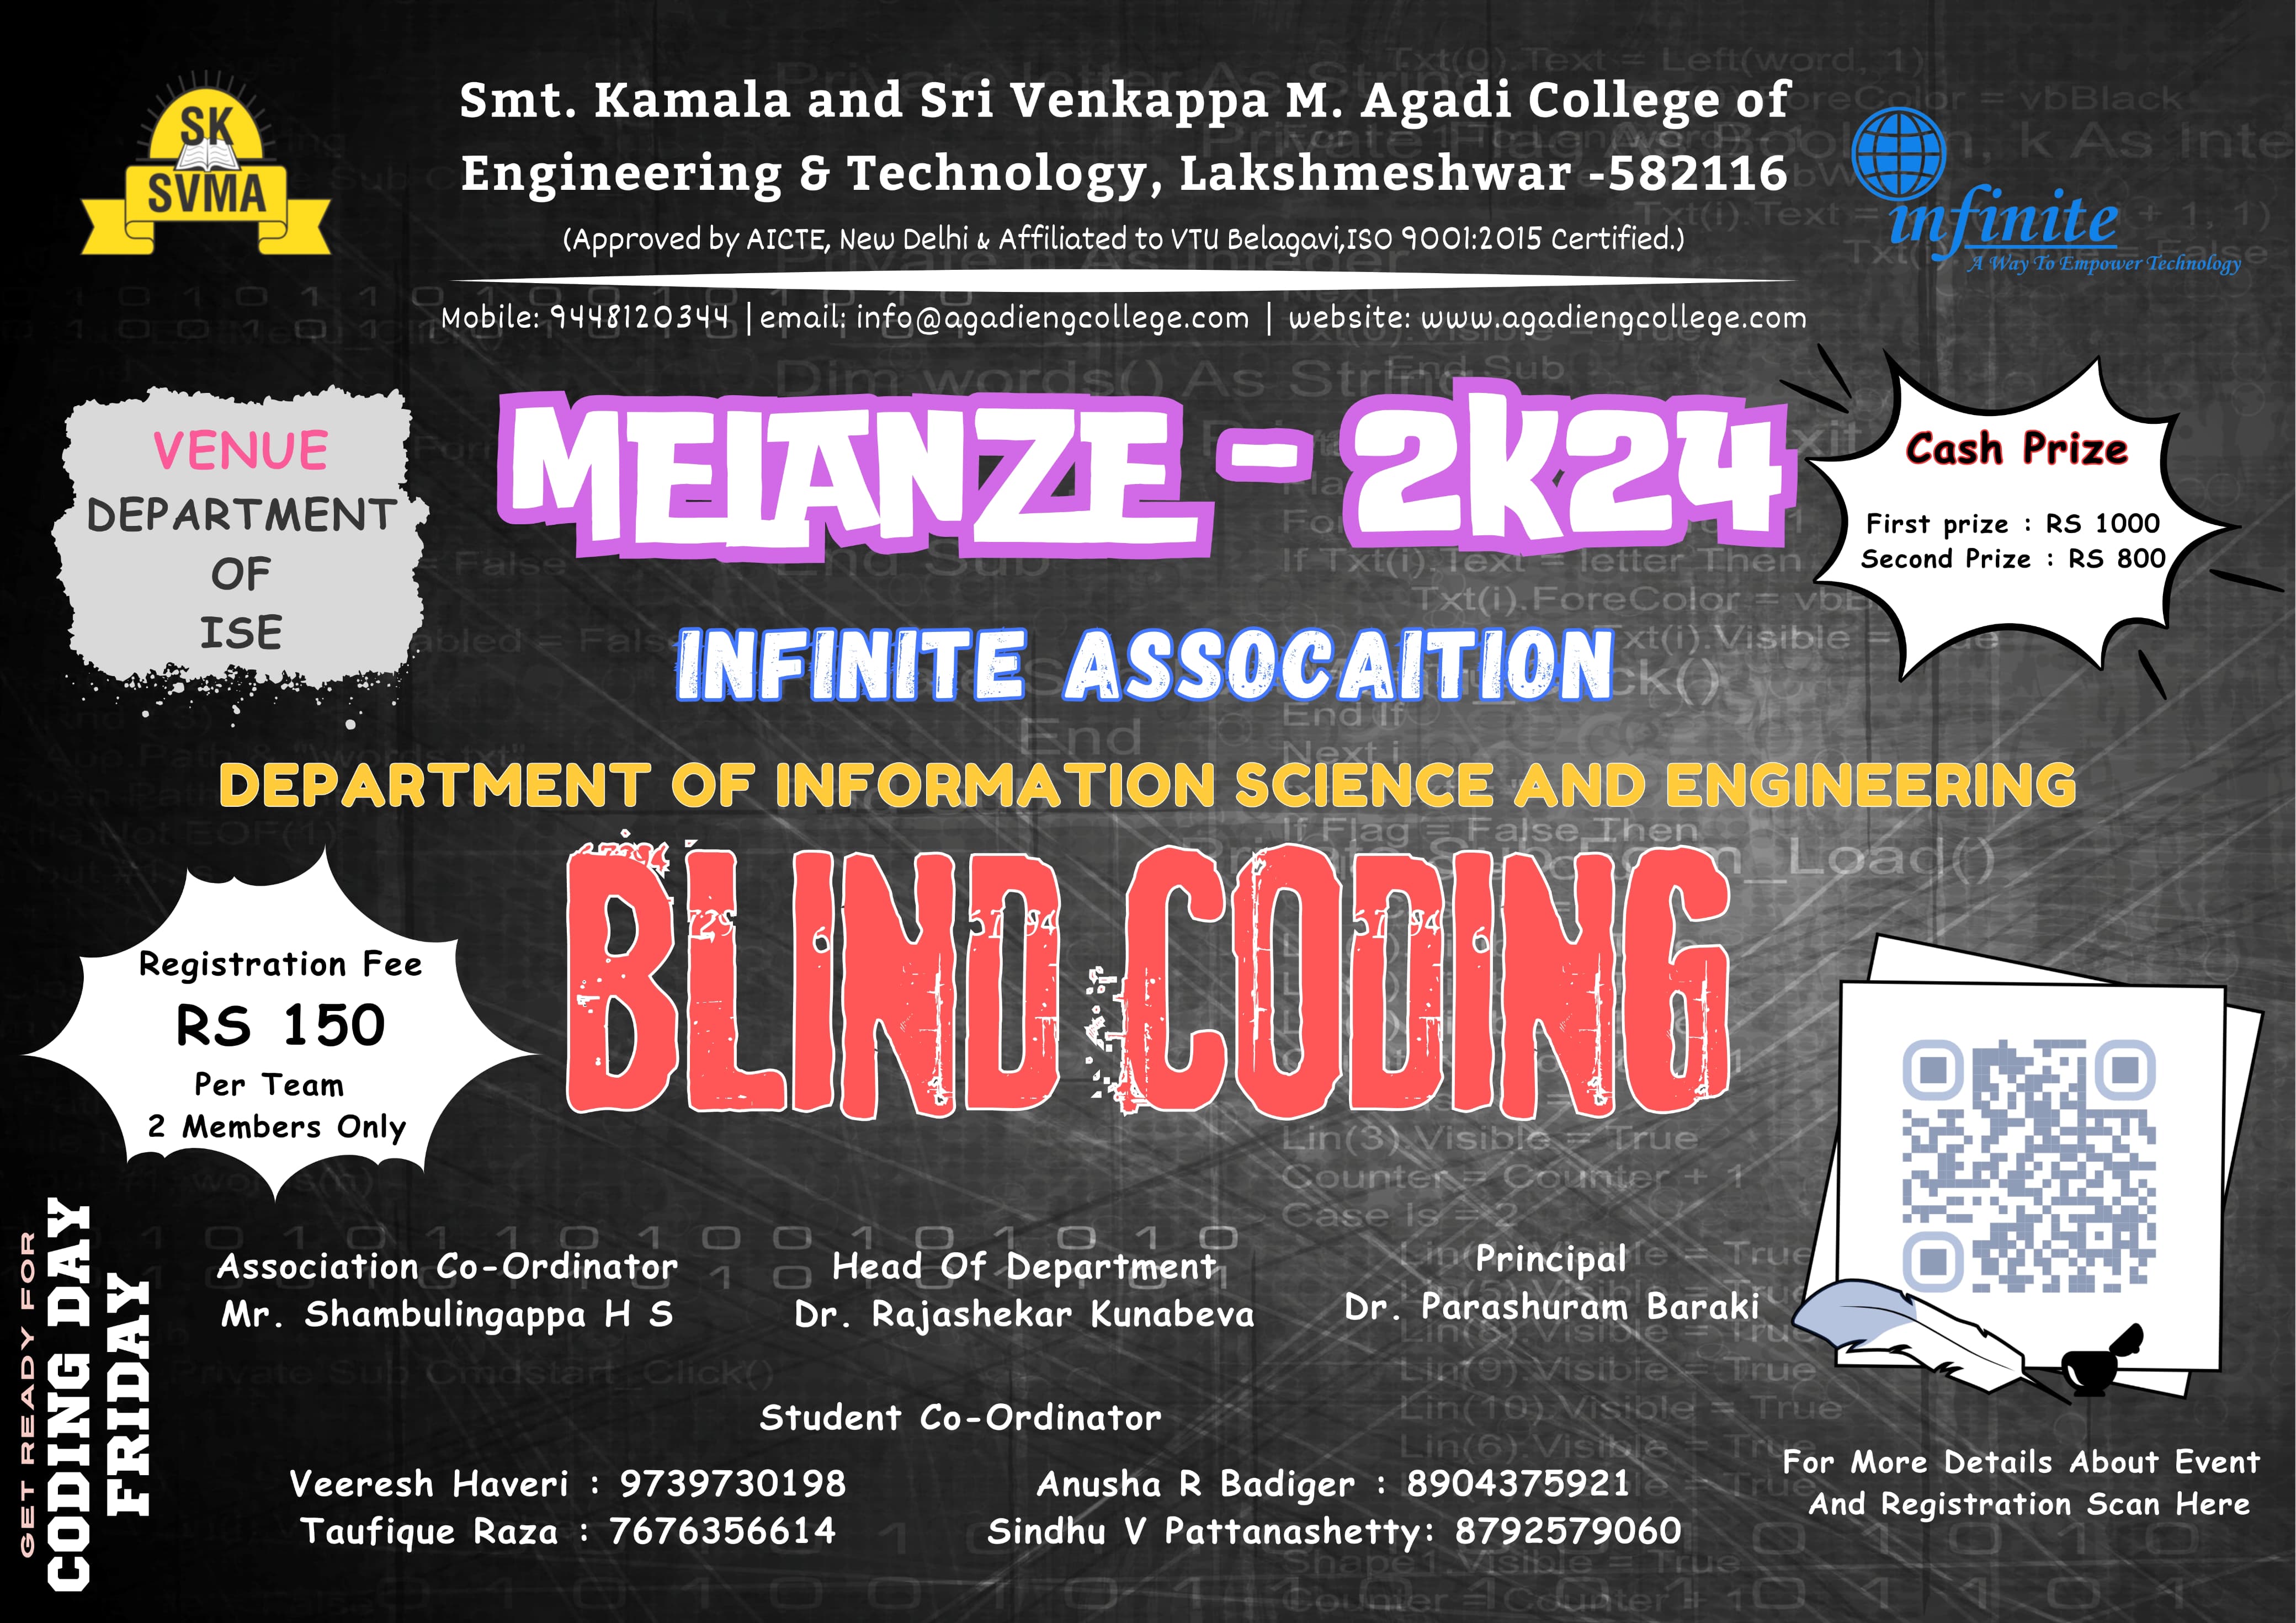 SK
SVMA
Smt. Kamala and Sri Venkappa M. Agadi College of
Engineering & Technology, Lakshmeshwar -582116
(Approved by AICTE, New Delhi & Affiliated to VTU Belagavi,ISO 9001:2015 Certified.)
Mobile: 9448120344 | email: info@agadiengcollege.com | website: www.agadiengcollege.com
infinite
A Way To Empower Technology
VENUE
DEPARTMENT
OF
ISE
MELANZE - 2K24
Cash Prize
First prize : RS 1000
Second Prize : RS 800
INFINITE ASSOCAITION
DEPARTMENT OF INFORMATION SCIENCE AND ENGINEERING
BLIND CODING
Registration Fee
RS 150
Per Team
2 Members Only
GET READY FOR
CODING DAY
FRIDAY
Association Co-Ordinator
Mr. Shambulingappa H S
Head Of Department
Dr. Rajashekar Kunabeva
Principal
Dr. Parashuram Baraki
Student Co-Ordinator
Veeresh Haveri : 9739730198
Taufique Raza : 7676356614
Anusha R Badiger : 8904375921
Sindhu V Pattanashetty: 8792579060
For More Details About Event
And Registration Scan Here